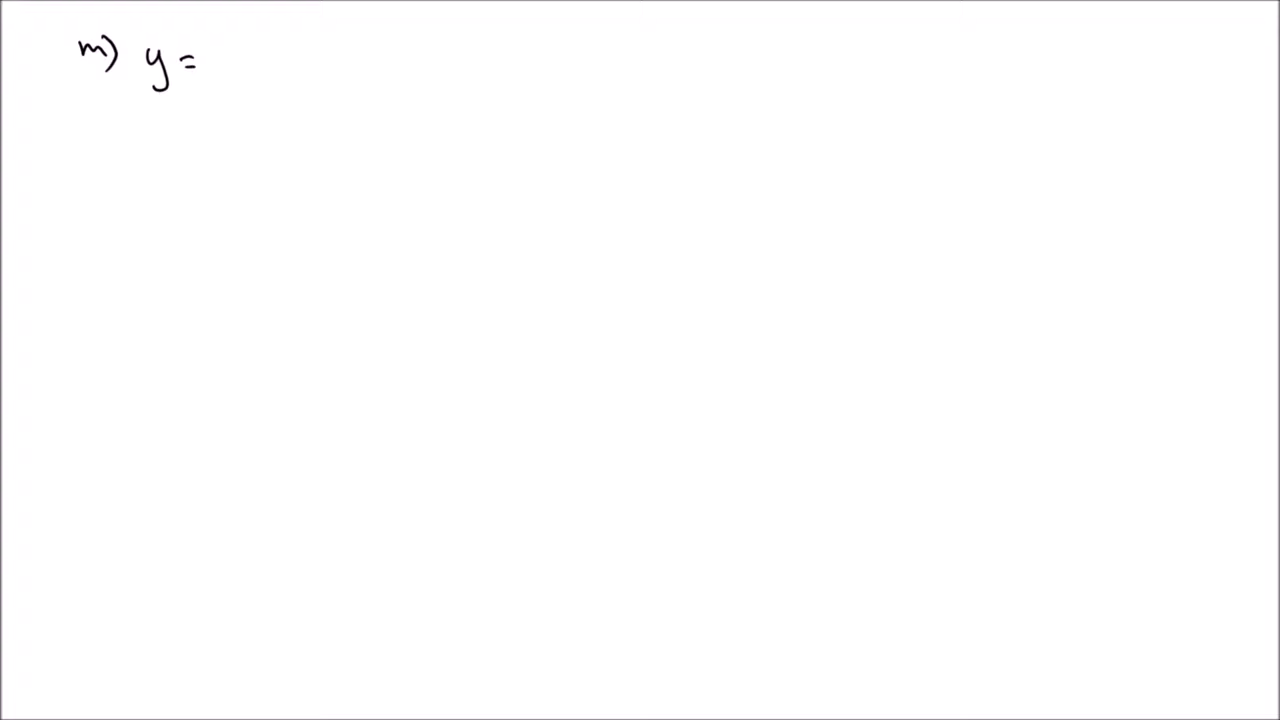 m) y =